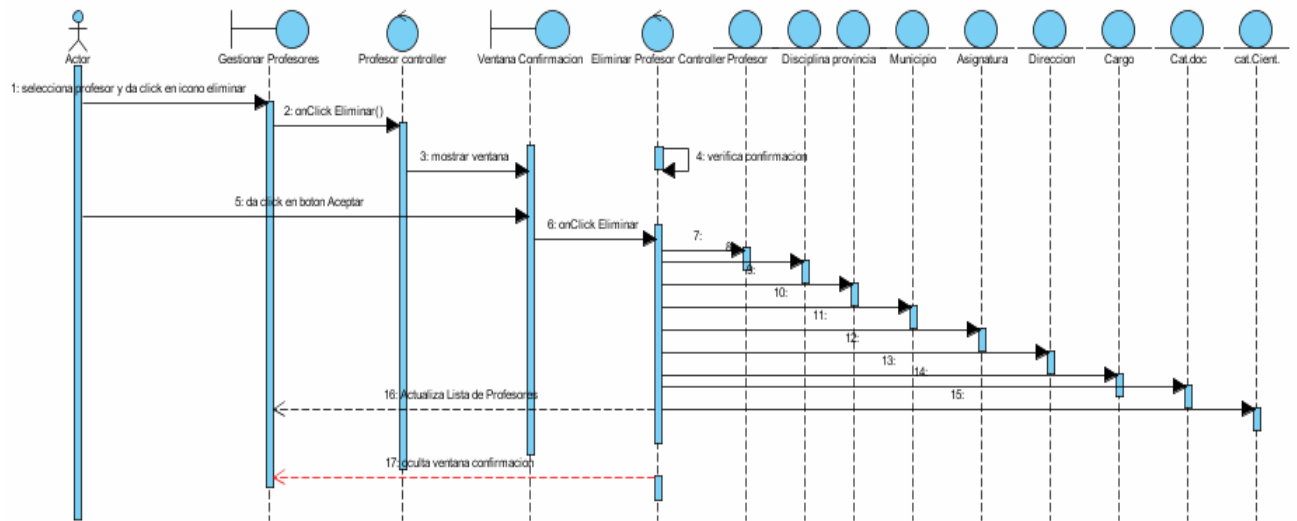 Actor
Gestionar Profesores
Profesor controller
Ventana Confirmacion
Eliminar Profesor Controller
Profesor
Disciplina
provincia
Municipio
Asignatura
Direccion
Cargo
Cat.doc
cat.Cient.
1: selecciona profesor y da click en icono eliminar
2: onClick Eliminar()
3: mostrar ventana
4: verifica confirmacion
5: da click en boton Aceptar
6: onClick Eliminar
7:
8:
9:
10:
11:
12:
13:
14:
15:
16: Actualiza Lista de Profesores
17: oculta ventana confirmacion